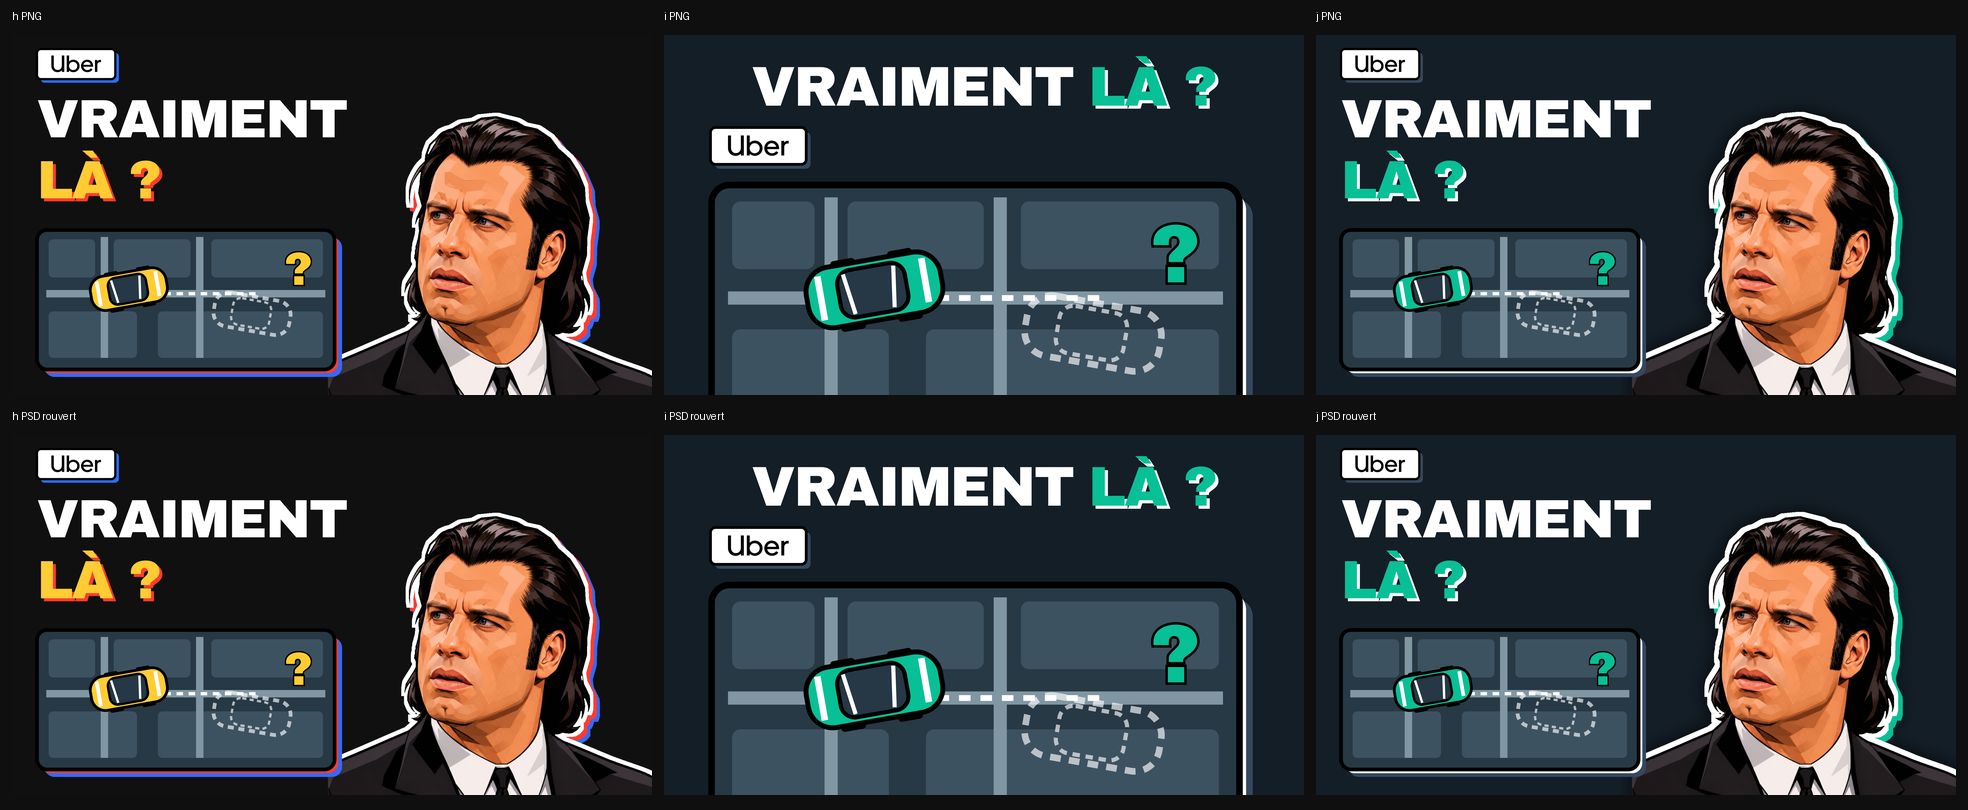 h PNG
Uber
VRAIMENT
LÀ ?
?
i PNG
VRAIMENT LÀ ?
Uber
?
j PNG
Uber
VRAIMENT
LÀ ?
?
h PSD rouvert
Uber
VRAIMENT
LÀ ?
?
i PSD rouvert
VRAIMENT LÀ ?
Uber
?
j PSD rouvert
Uber
VRAIMENT
LÀ ?
?